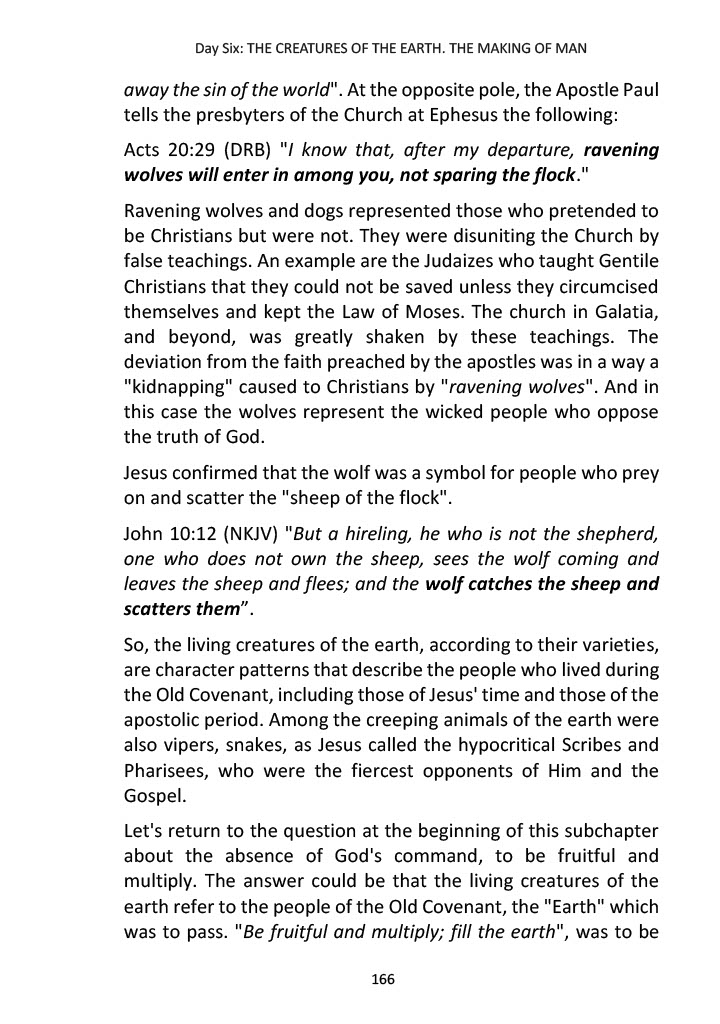 Day Six: THE CREATURES OF THE EARTH. THE MAKING OF MAN
away the sin of the world". At the opposite pole, the Apostle Paul
tells the presbyters of the Church at Ephesus the following:
Acts 20:29 (DRB) "I know that, after my departure, ravening
wolves will enter in among you, not sparing the flock."
Ravening wolves and dogs represented those who pretended to
be Christians but were not. They were disuniting the Church by
false teachings. An example are the Judaizes who taught Gentile
Christians that they could not be saved unless they circumcised
themselves and kept the Law of Moses. The church in Galatia,
and beyond, was greatly shaken by these teachings. The
deviation from the faith preached by the apostles was in a way a
"kidnapping" caused to Christians by "ravening wolves". And in
this case the wolves represent the wicked people who oppose
the truth of God.
Jesus confirmed that the wolf was a symbol for people who prey
on and scatter the "sheep of the flock".
John 10:12 (NKJV) "But a hireling, he who is not the shepherd,
one who does not own the sheep, sees the wolf coming and
leaves the sheep and flees; and the wolf catches the sheep and
scatters them”.
So, the living creatures of the earth, according to their varieties,
are character patterns that describe the people who lived during
the Old Covenant, including those of Jesus' time and those of the
apostolic period. Among the creeping animals of the earth were
also vipers, snakes, as Jesus called the hypocritical Scribes and
Pharisees, who were the fiercest opponents of Him and the
Gospel.
Let's return to the question at the beginning of this subchapter
about the absence of God's command, to be fruitful and
multiply. The answer could be that the living creatures of the
earth refer to the people of the Old Covenant, the "Earth" which
was to pass. "Be fruitful and multiply; fill the earth", was to be
166